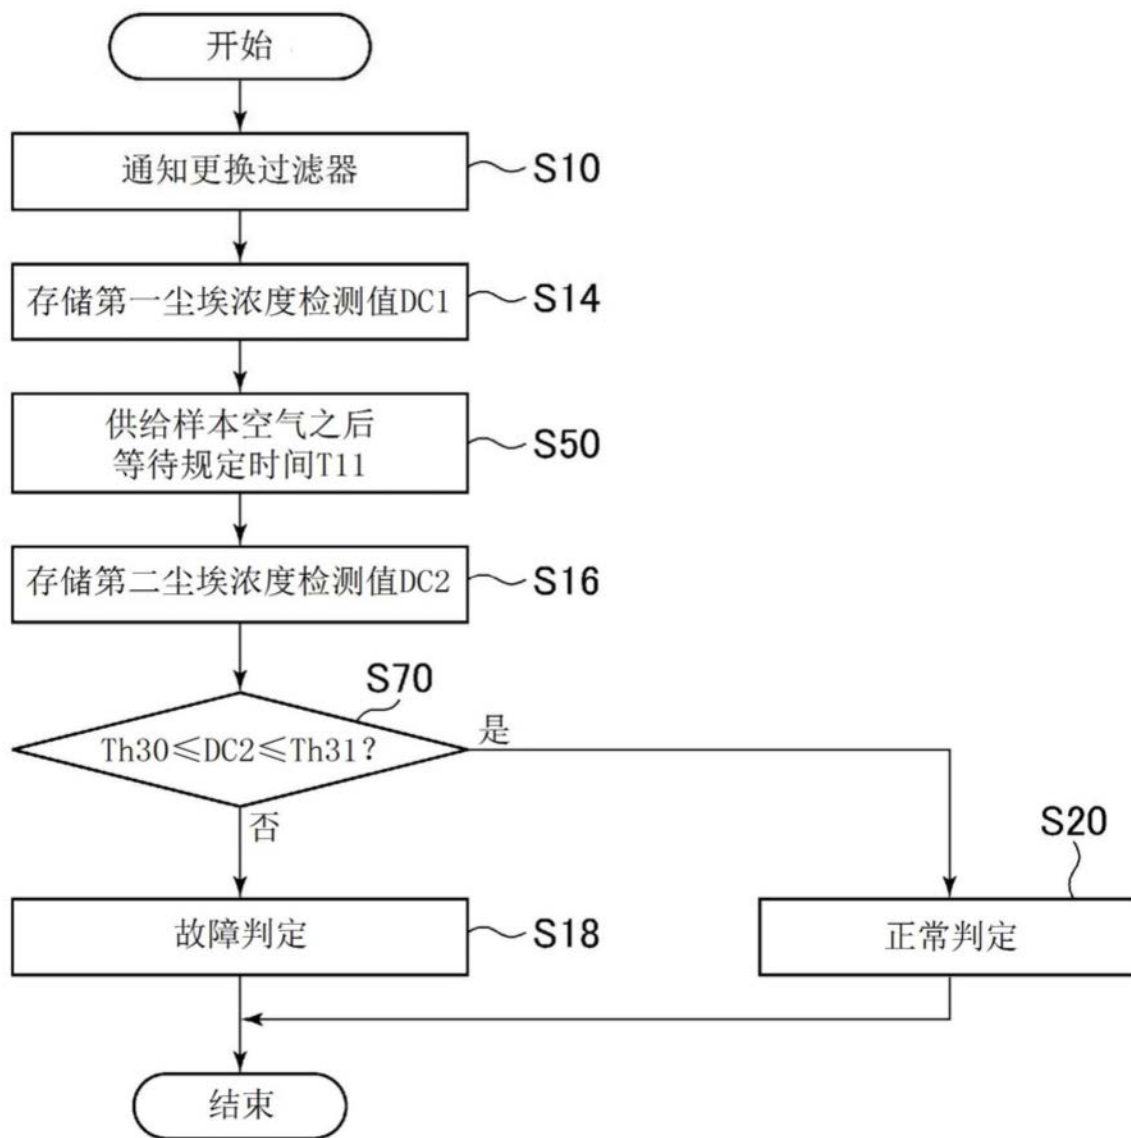 开始
通知更换过滤器
S10
存储第一尘埃浓度检测值DC1
S14
供给样本空气之后
等待规定时间T11
S50
存储第二尘埃浓度检测值DC2
S16
S70
Th30≤DC2≤Th31?
是
否
S20
故障判定
S18
正常判定
结束